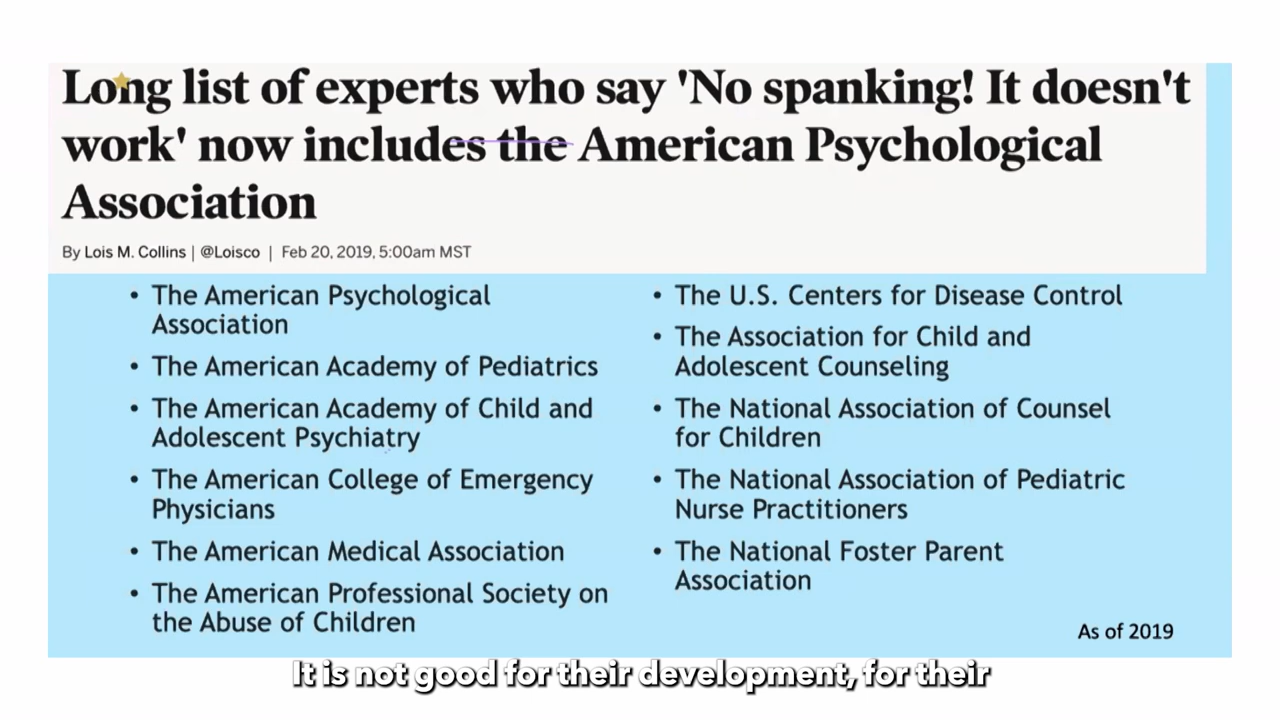 Long list of experts who say 'No spanking! It doesn't
work' now includes the American Psychological
Association
By Lois M. Collins | @Loisco | Feb 20, 2019, 5:00am MST
• The American Psychological
Association
• The American Academy of Pediatrics
• The American Academy of Child and
Adolescent Psychiatry
• The American College of Emergency
Physicians
• The American Medical Association
• The American Professional Society on
the Abuse of Children
• The U.S. Centers for Disease Control
• The Association for Child and
Adolescent Counseling
• The National Association of Counsel
for Children
• The National Association of Pediatric
Nurse Practitioners
• The National Foster Parent
Association
As of 2019
It is not good for their development, for their